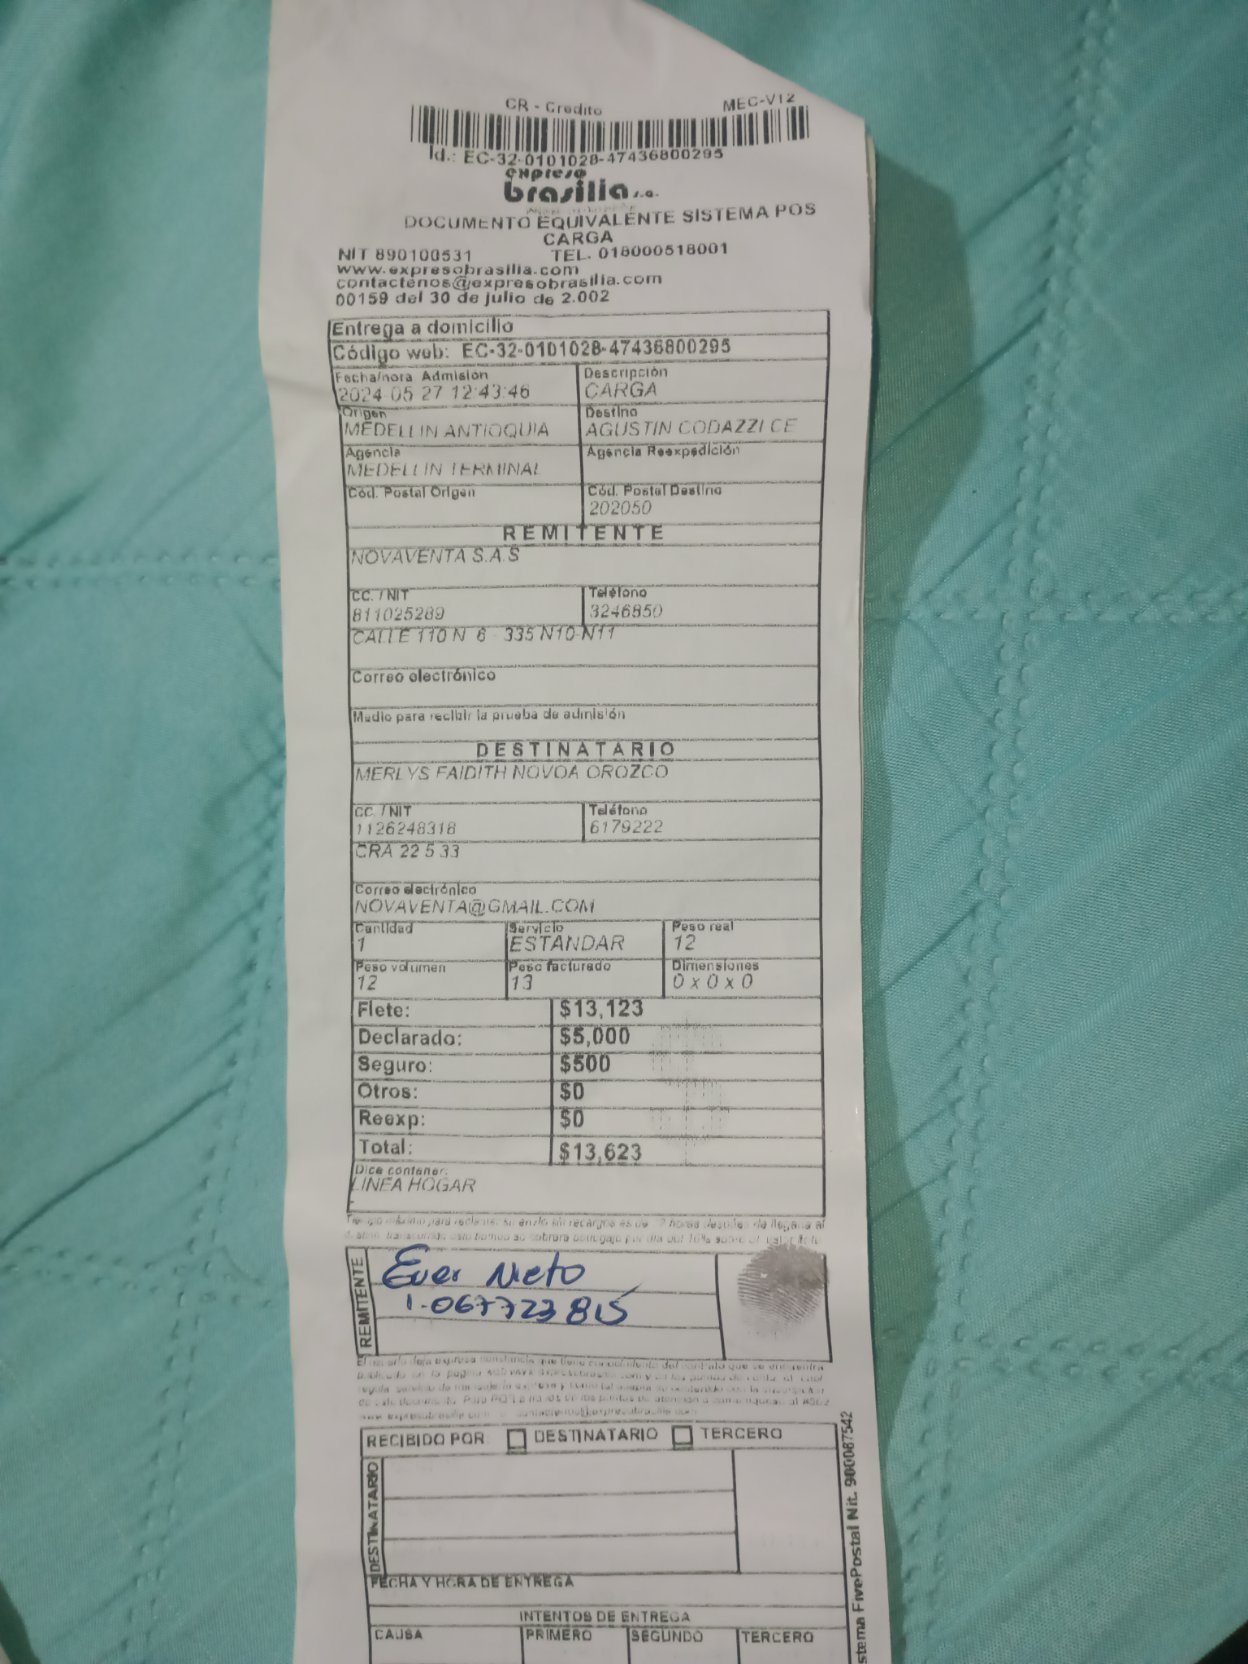 CR - Credito MEC-V12
Id.: EC-32-0101028-47436800295
expreso
brasilia s.a.
DOCUMENTO EQUIVALENTE SISTEMA POS
CARGA
NIT 890100531 TEL. 018000518001
www.expresobrasilia.com
contactenos@expresobrasilia.com
00159 del 30 de julio de 2.002
Entrega a domicilio
Código web: EC-32-0101028-47436800295
Fecha/hora Admisión Descripción
2024-05-27 12:43:46 CARGA
Origen Destino
MEDELLIN ANTIOQUIA AGUSTIN CODAZZI CE
Agencia Agencia Reexpedición
MEDELLIN TERMINAL
Cód. Postal Origen Cód. Postal Destino
202050
REMITENTE
NOVAVENTA S.A.S
CC. / NIT Teléfono
811025289 3246850
CALLE 110 N 6 - 335 N10-N11
Correo electrónico
Medio para recibir la prueba de admisión
DESTINATARIO
MERLYS FAIDITH NOVOA OROZCO
CC. / NIT Teléfono
1126248318 6179222
CRA 22 5 33
Correo electrónico
NOVAVENTA@GMAIL.COM
Cantidad Servicio Peso real
1 ESTANDAR 12
Peso volumen Peso facturado Dimensiones
12 13 0 x 0 x 0
Flete: $13,123
Declarado: $5,000
Seguro: $500
Otros: $0
Reexp: $0
Total: $13,623
Dice contener:
LINEA HOGAR
REMITENTE
Ever Nieto
1.067723815
RECIBIDO POR DESTINATARIO TERCERO
DESTINATARIO
FECHA Y HORA DE ENTREGA
INTENTOS DE ENTREGA
CAUSA PRIMERO SEGUNDO TERCERO
stema FivePostal Nit. 900087542